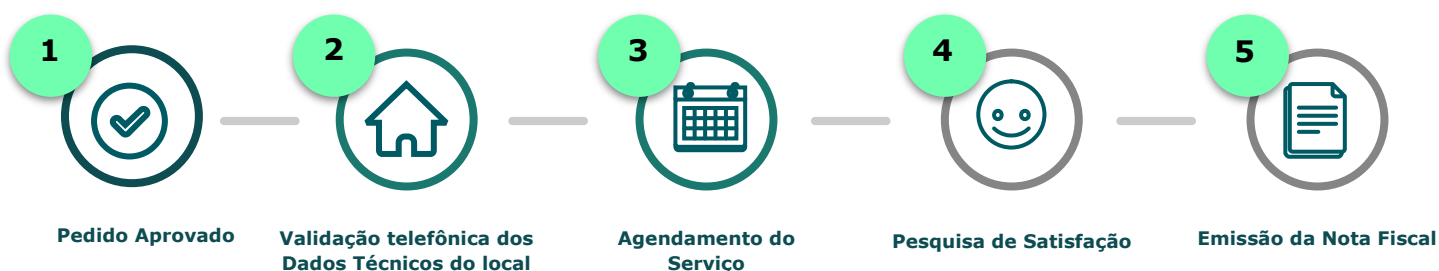 1
2
3
4
5
Pedido Aprovado
Validação telefônica dos
Dados Técnicos do local
Agendamento do
Serviço
Pesquisa de Satisfação
Emissão da Nota Fiscal